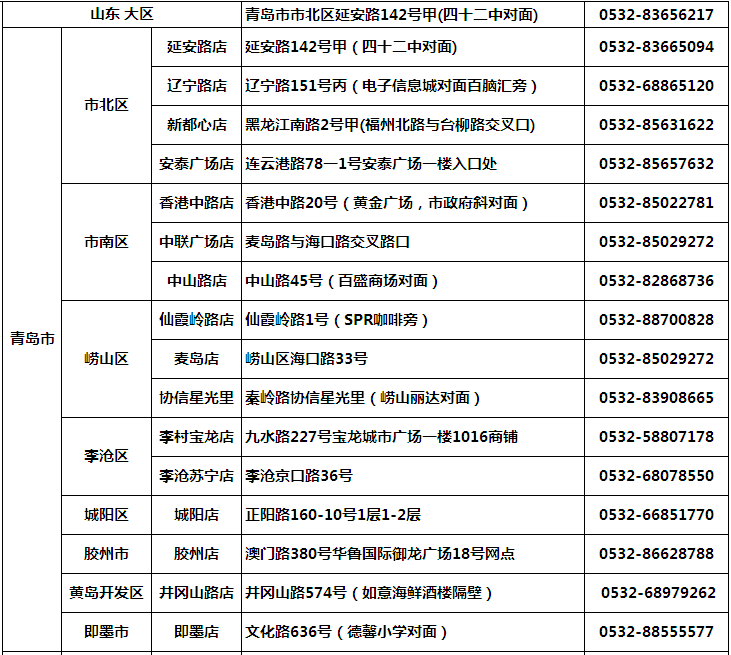 山东 大区 青岛市市北区延安路142号甲(四十二中对面) 0532-83656217
延安路店 延安路142号甲（四十二中对面） 0532-83665094
辽宁路店 辽宁路151号丙（电子信息城对面百脑汇旁） 0532-68865120
市北区
新都心店 黑龙江南路2号甲(福州北路与台柳路交叉口) 0532-85631622
安泰广场店 连云港路78一1号安泰广场一楼入口处 0532-85657632
香港中路店 香港中路20号（黄金广场，市政府斜对面） 0532-85022781
市南区 中联广场店 麦岛路与海口路交叉路口 0532-85029272
中山路店 中山路45号（百盛商场对面） 0532-82868736
仙霞岭路店 仙霞岭路1号（SPR咖啡旁） 0532-88700828
青岛市
崂山区 麦岛店 崂山区海口路33号 0532-85029272
协信星光里 秦岭路协信星光里（崂山丽达对面） 0532-83908665
李村宝龙店 九水路227号宝龙城市广场一楼1016商铺 0532-58807178
李沧区
李沧苏宁店 李沧京口路36号 0532-68078550
城阳区 城阳店 正阳路160-10号1层1-2层 0532-66851770
胶州市 胶州店 澳门路380号华鲁国际御龙广场18号网点 0532-86628788
黄岛开发区 井冈山路店 井冈山路574号（如意海鲜酒楼隔壁） 0532-68979262
即墨市 即墨店 文化路636号（德馨小学对面） 0532-88555577